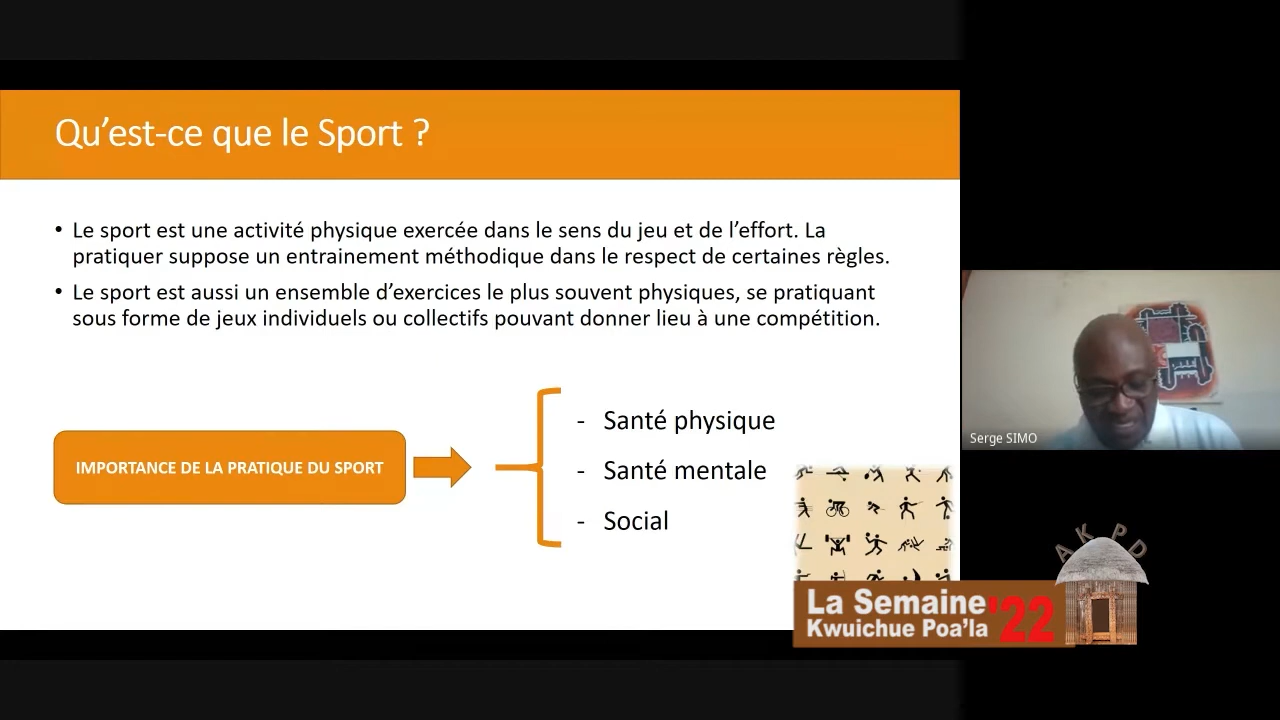 Qu’est-ce que le Sport ?
• Le sport est une activité physique exercée dans le sens du jeu et de l’effort. La
pratiquer suppose un entrainement méthodique dans le respect de certaines règles.
• Le sport est aussi un ensemble d’exercices le plus souvent physiques, se pratiquant
sous forme de jeux individuels ou collectifs pouvant donner lieu à une compétition.
IMPORTANCE DE LA PRATIQUE DU SPORT
- Santé physique
- Santé mentale
- Social
Serge SIMO
AKPD
La Semaine '22
Kwuichue Poa’la